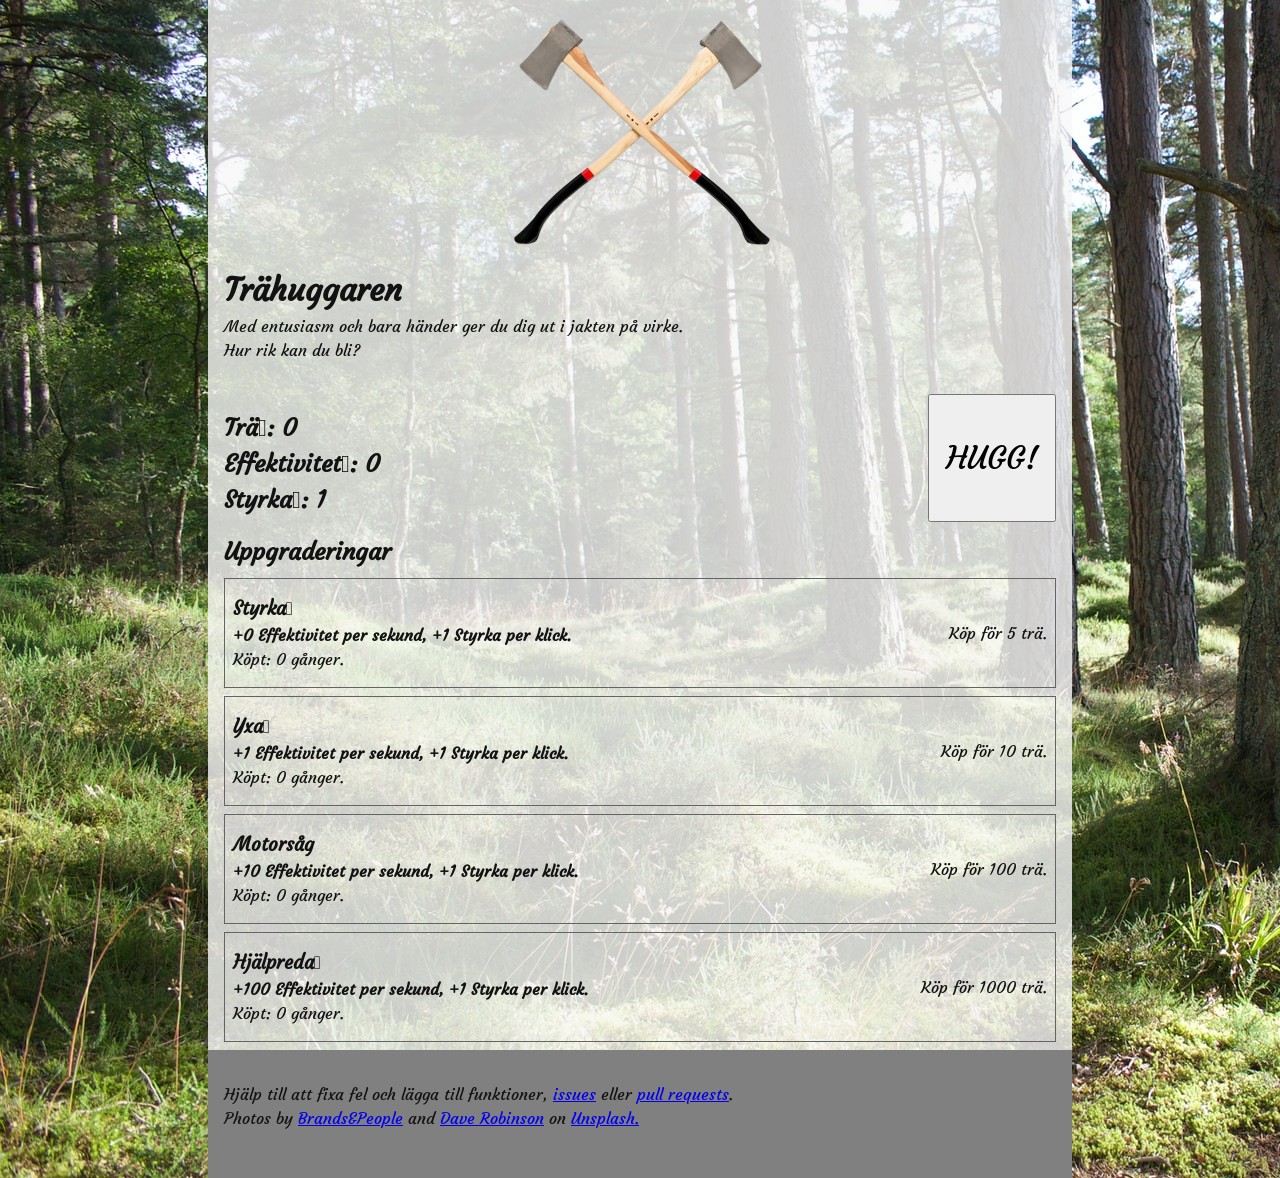 Trähuggaren
Med entusiasm och bara händer ger du dig ut i jakten på virke.
Hur rik kan du bli?
Trä: 0
Effektivitet: 0
Styrka: 1
HUGG!
Uppgraderingar
Styrka
+0 Effektivitet per sekund, +1 Styrka per klick.
Köpt: 0 gånger.
Köp för 5 trä.
Yxa
+1 Effektivitet per sekund, +1 Styrka per klick.
Köpt: 0 gånger.
Köp för 10 trä.
Motorsåg
+10 Effektivitet per sekund, +1 Styrka per klick.
Köpt: 0 gånger.
Köp för 100 trä.
Hjälpreda
+100 Effektivitet per sekund, +1 Styrka per klick.
Köpt: 0 gånger.
Köp för 1000 trä.
Hjälp till att fixa fel och lägga till funktioner, issues eller pull requests.
Photos by Brands&People and Dave Robinson on Unsplash.